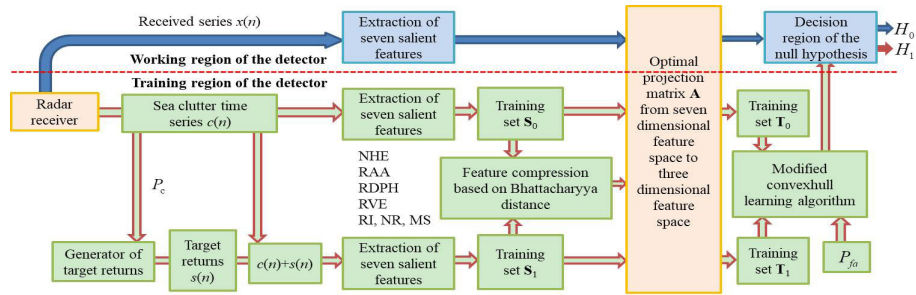 Received series x(n)
Extraction of
seven salient
features
Decision
region of the
null hypothesis
H0
H1
Working region of the detector
Training region of the detector
Optimal
projection
matrix A
from seven
dimensional
feature
space to
three
dimensional
feature
space
Radar
receiver
Sea clutter time
series c(n)
Extraction of
seven salient
features
Training
set S0
Training
set T0
NHE
RAA
RDPH
RVE
RI, NR, MS
Feature compression
based on Bhattacharyya
distance
Modified
convexhull
learning algorithm
Pc
Generator of
target returns
Target
returns
s(n)
c(n)+s(n)
Extraction of
seven salient
features
Training
set S1
Training
set T1
Pfa